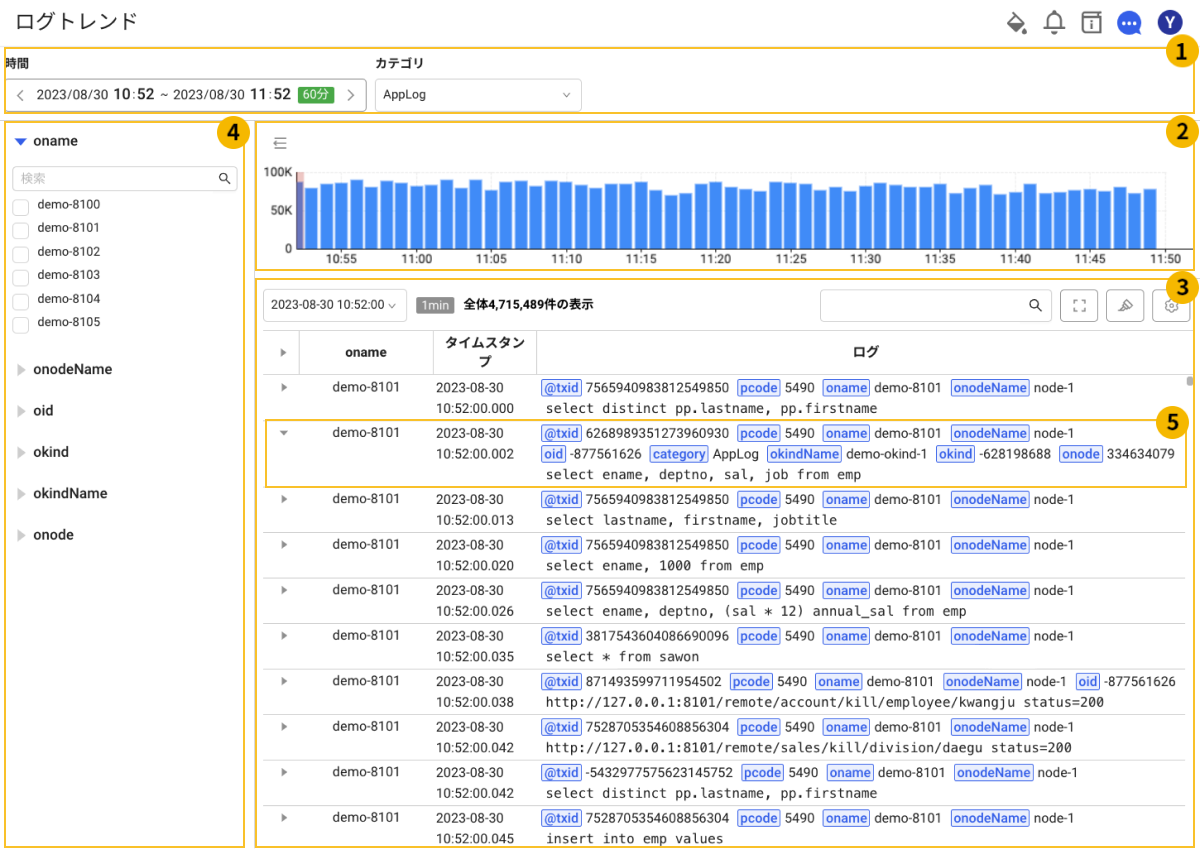 ログトレンド
Y
1
時間
カテゴリ
2023/08/30 10:52 ~ 2023/08/30 11:52 60分
AppLog
4
oname
検索
demo-8100
demo-8101
demo-8102
demo-8103
demo-8104
demo-8105
onodeName
oid
okind
okindName
onode
2
100K
50K
0
10:55 11:00 11:05 11:10 11:15 11:20 11:25 11:30 11:35 11:40 11:45 11:50
3
2023-08-30 10:52:00 1min 全体4,715,489件の表示
oname タイムスタンプ ログ
demo-8101 2023-08-30 @txid 7565940983812549850 pcode 5490 oname demo-8101 onodeName node-1
10:52:00.000 select distinct pp.lastname, pp.firstname
5
demo-8101 2023-08-30 @txid 6268989351273960930 pcode 5490 oname demo-8101 onodeName node-1
10:52:00.002 oid -877561626 category AppLog okindName demo-okind-1 okind -628198688 onode 334634079
select ename, deptno, sal, job from emp
demo-8101 2023-08-30 @txid 7565940983812549850 pcode 5490 oname demo-8101 onodeName node-1
10:52:00.013 select lastname, firstname, jobtitle
demo-8101 2023-08-30 @txid 7565940983812549850 pcode 5490 oname demo-8101 onodeName node-1
10:52:00.020 select ename, 1000 from emp
demo-8101 2023-08-30 @txid 7565940983812549850 pcode 5490 oname demo-8101 onodeName node-1
10:52:00.026 select ename, deptno, (sal * 12) annual_sal from emp
demo-8101 2023-08-30 @txid 3817543604086690096 pcode 5490 oname demo-8101 onodeName node-1
10:52:00.035 select * from sawon
demo-8101 2023-08-30 @txid 871493599711954502 pcode 5490 oname demo-8101 onodeName node-1 oid -877561626
10:52:00.038 http://127.0.0.1:8101/remote/account/kill/employee/kwangju status=200
demo-8101 2023-08-30 @txid 7528705354608856304 pcode 5490 oname demo-8101 onodeName node-1
10:52:00.042 http://127.0.0.1:8101/remote/sales/kill/division/daegu status=200
demo-8101 2023-08-30 @txid -5432977575623145752 pcode 5490 oname demo-8101 onodeName node-1
10:52:00.042 select distinct pp.lastname, pp.firstname
demo-8101 2023-08-30 @txid 7528705354608856304 pcode 5490 oname demo-8101 onodeName node-1
10:52:00.045 insert into emp values